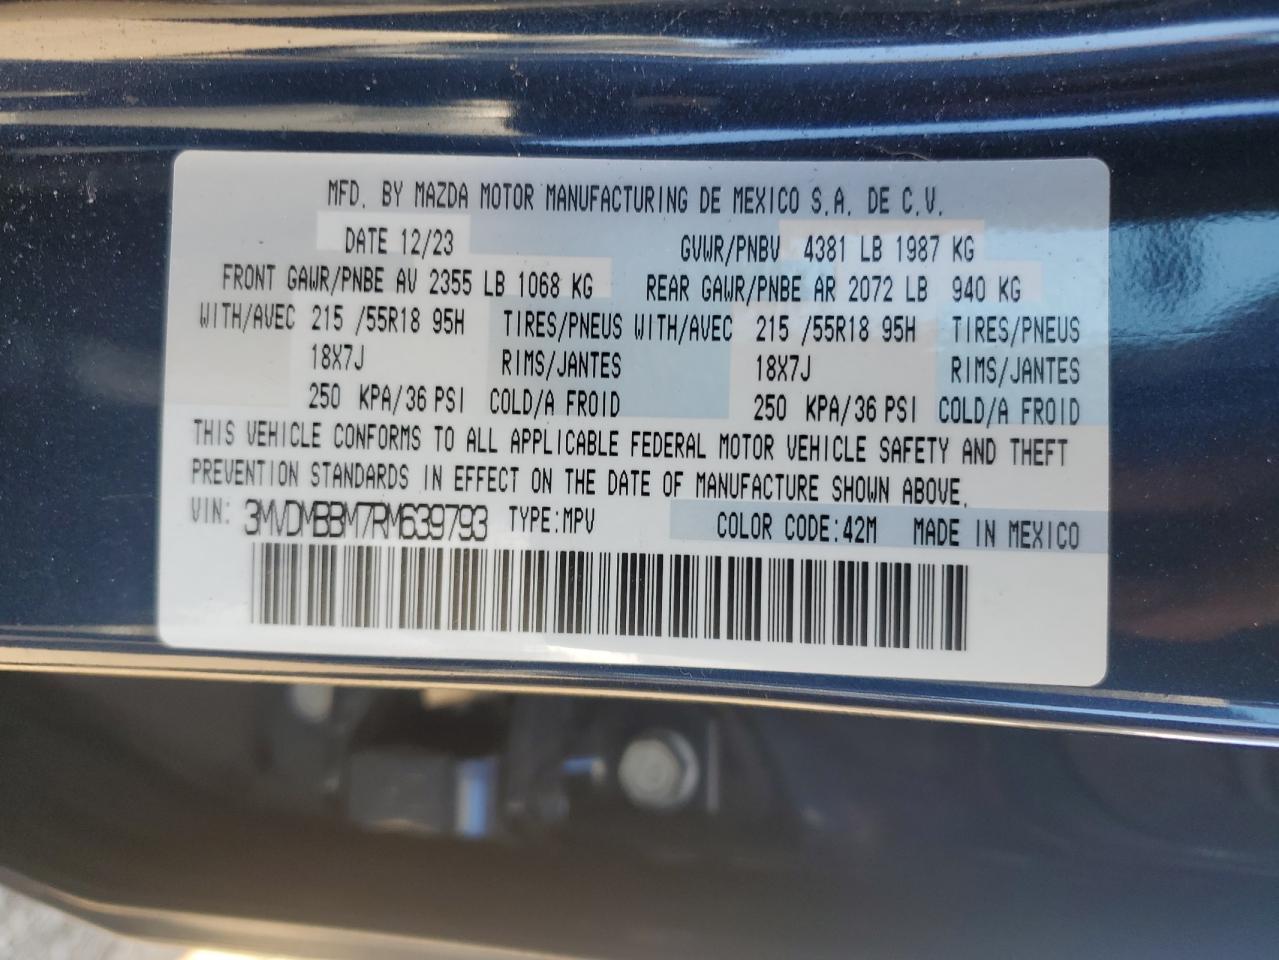 MFD. BY MAZDA MOTOR MANUFACTURING DE MEXICO S.A. DE C.V.
DATE 12/23 GVWR/PNBV 4381 LB 1987 KG
FRONT GAWR/PNBE AV 2355 LB 1068 KG REAR GAWR/PNBE AR 2072 LB 940 KG
WITH/AVEC 215 /55R18 95H TIRES/PNEUS WITH/AVEC 215 /55R18 95H TIRES/PNEUS
18X7J RIMS/JANTES 18X7J RIMS/JANTES
250 KPA/36 PSI COLD/A FROID 250 KPA/36 PSI COLD/A FROID
THIS VEHICLE CONFORMS TO ALL APPLICABLE FEDERAL MOTOR VEHICLE SAFETY AND THEFT
PREVENTION STANDARDS IN EFFECT ON THE DATE OF MANUFACTURE SHOWN ABOVE.
VIN: 3MVDMBBM7RM639793 TYPE:MPV COLOR CODE:42M MADE IN MEXICO